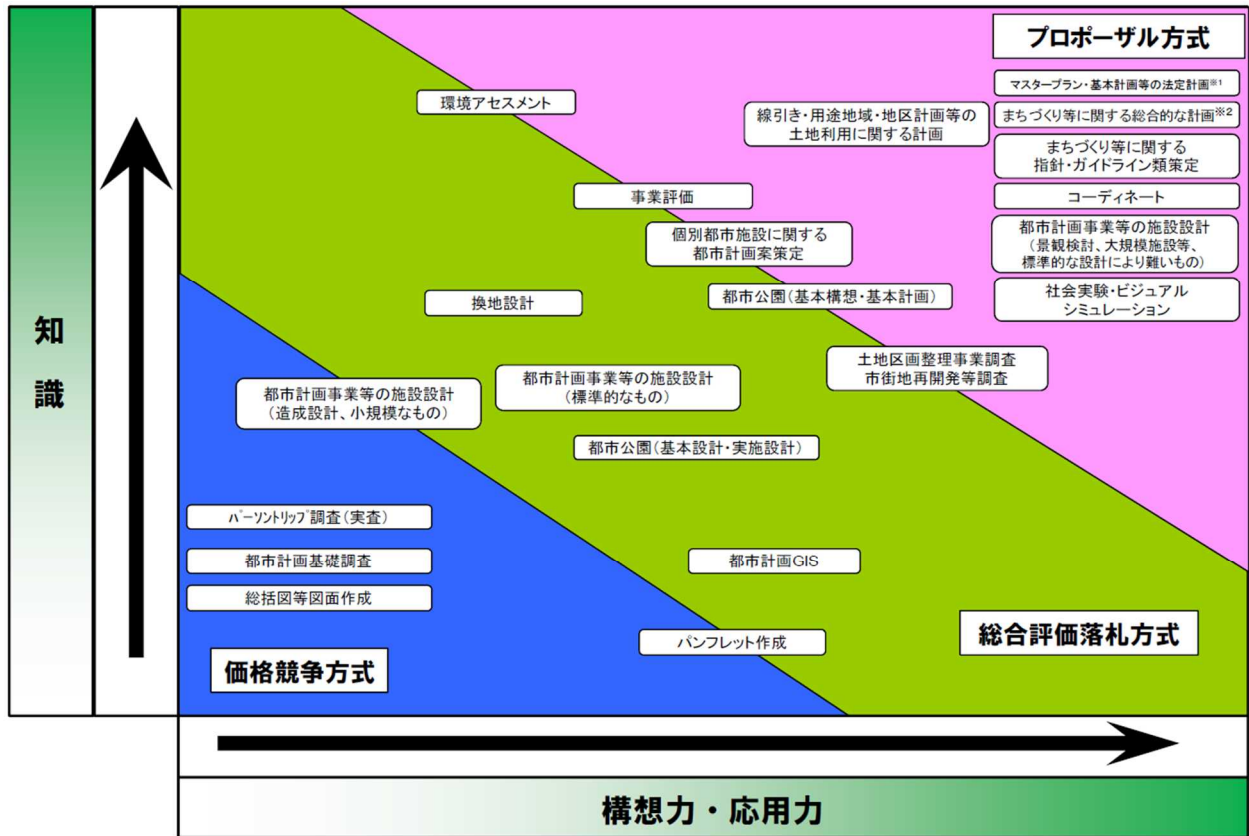 プロポーザル方式
マスタープラン・基本計画等の法定計画※1
環境アセスメント
線引き・用途地域・地区計画等の
土地利用に関する計画
まちづくり等に関する総合的な計画※2
まちづくり等に関する
指針・ガイドライン類策定
事業評価
コーディネート
個別都市施設に関する
都市計画案策定
都市計画事業等の施設設計
(景観検討、大規模施設等、
標準的な設計により難いもの)
換地設計
都市公園(基本構想・基本計画)
社会実験・ビジュアル
シミュレーション
知
識
都市計画事業等の施設設計
(造成設計、小規模なもの)
都市計画事業等の施設設計
(標準的なもの)
土地区画整理事業調査
市街地再開発等調査
都市公園(基本設計・実施設計)
パーソントリップ調査(実査)
都市計画基礎調査
都市計画GIS
総括図等図面作成
パンフレット作成
総合評価落札方式
価格競争方式
構想力・応用力